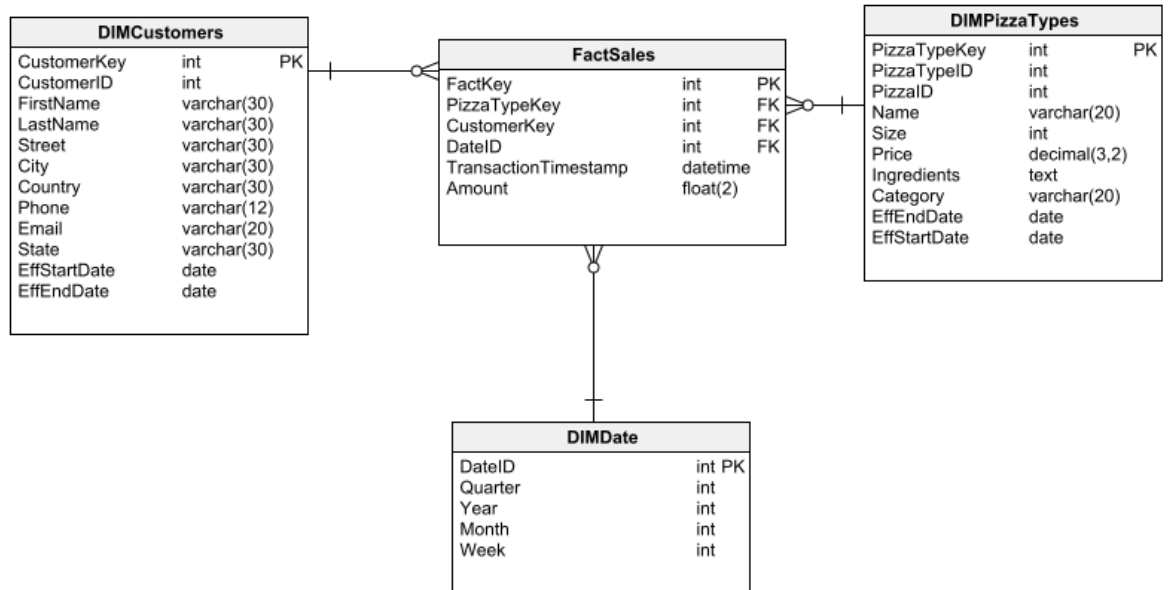 DIMCustomers
CustomerKey int PK
CustomerID int
FirstName varchar(30)
LastName varchar(30)
Street varchar(30)
City varchar(30)
Country varchar(30)
Phone varchar(12)
Email varchar(20)
State varchar(30)
EffStartDate date
EffEndDate date
FactSales
FactKey int PK
PizzaTypeKey int FK
CustomerKey int FK
DateID int FK
TransactionTimestamp datetime
Amount float(2)
DIMPizzaTypes
PizzaTypeKey int PK
PizzaTypeID int
PizzaID int
Name varchar(20)
Size int
Price decimal(3,2)
Ingredients text
Category varchar(20)
EffEndDate date
EffStartDate date
DIMDate
DateID int PK
Quarter int
Year int
Month int
Week int